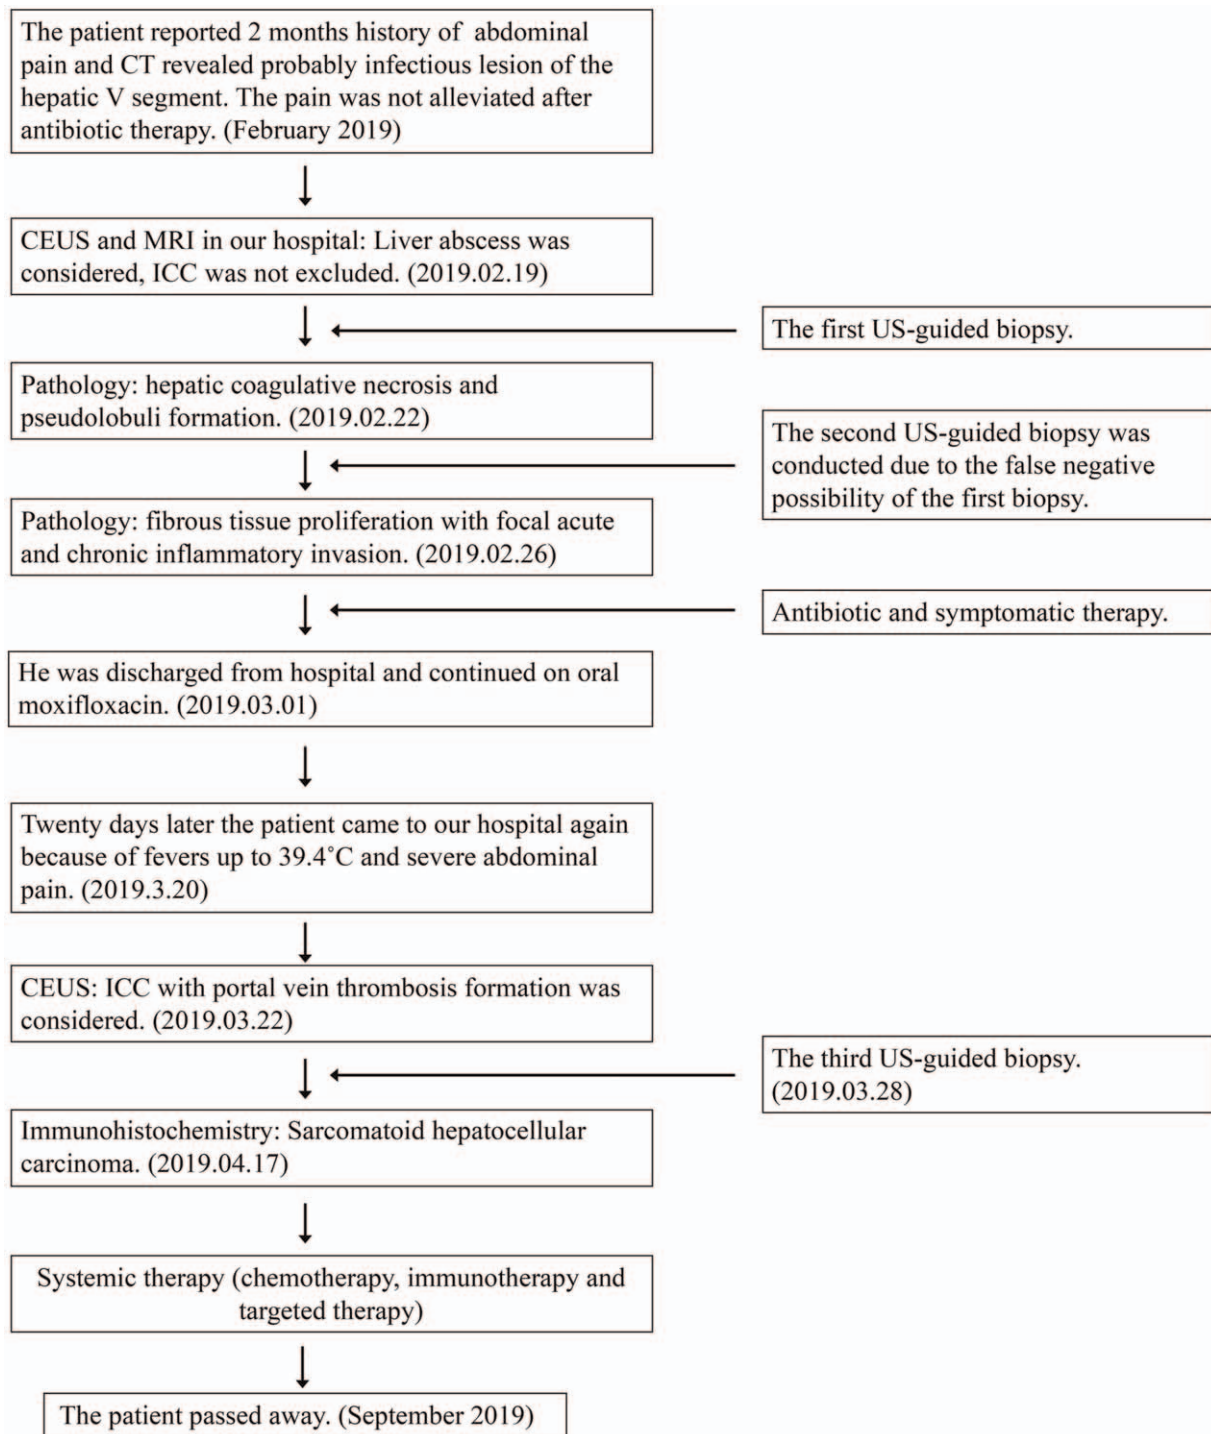 The patient reported 2 months history of abdominal
pain and CT revealed probably infectious lesion of the
hepatic V segment. The pain was not alleviated after
antibiotic therapy. (February 2019)
CEUS and MRI in our hospital: Liver abscess was
considered, ICC was not excluded. (2019.02.19)
The first US-guided biopsy.
Pathology: hepatic coagulative necrosis and
pseudolobuli formation. (2019.02.22)
The second US-guided biopsy was
conducted due to the false negative
possibility of the first biopsy.
Pathology: fibrous tissue proliferation with focal acute
and chronic inflammatory invasion. (2019.02.26)
Antibiotic and symptomatic therapy.
He was discharged from hospital and continued on oral
moxifloxacin. (2019.03.01)
Twenty days later the patient came to our hospital again
because of fevers up to 39.4˚C and severe abdominal
pain. (2019.3.20)
CEUS: ICC with portal vein thrombosis formation was
considered. (2019.03.22)
The third US-guided biopsy.
(2019.03.28)
Immunohistochemistry: Sarcomatoid hepatocellular
carcinoma. (2019.04.17)
Systemic therapy (chemotherapy, immunotherapy and
targeted therapy)
The patient passed away. (September 2019)